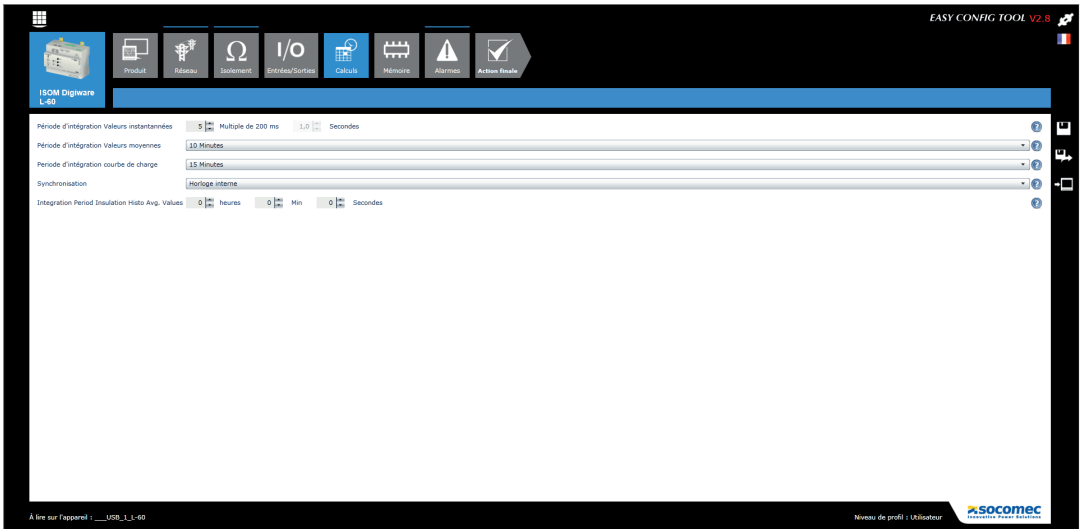 EASY CONFIG TOOL V2.8
Produit
Réseau
Ω
Isolement
I/O
Entrées/Sorties
Calculs
Mémoire
Alarmes
Action finale
ISOM Digiware
L-60
Période d'intégration Valeurs instantannées 5 Multiple de 200 ms 1,0 Secondes
Période d'intégration Valeurs moyennes 10 Minutes
Periode d'intégration courbe de charge 15 Minutes
Synchronisation Horloge interne
Integration Period Insulation Histo Avg. Values 0 heures 0 Min 0 Secondes
À lire sur l'appareil : ___USB_1_L-60
Niveau de profil : Utilisateur
socomec
Innovative Power Solutions